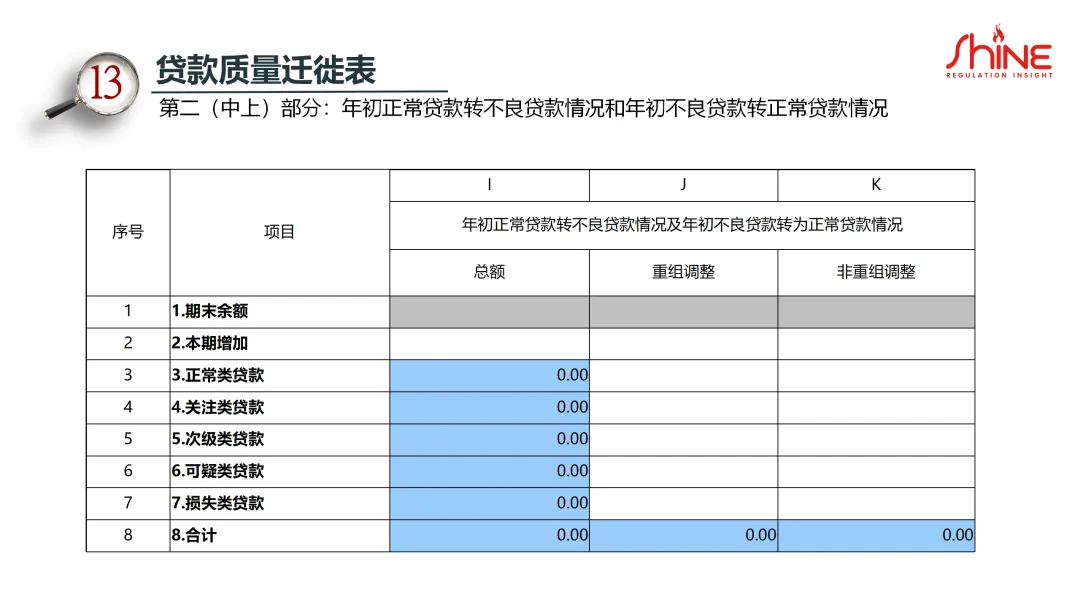 13
贷款质量迁徙表
SHINE
REGULATION INSIGHT
第二（中上）部分：年初正常贷款转不良贷款情况和年初不良贷款转正常贷款情况
序号 项目 I J K
年初正常贷款转不良贷款情况及年初不良贷款转为正常贷款情况
总额 重组调整 非重组调整
1 1.期末余额
2 2.本期增加
3 3.正常类贷款 0.00
4 4.关注类贷款 0.00
5 5.次级类贷款 0.00
6 6.可疑类贷款 0.00
7 7.损失类贷款 0.00
8 8.合计 0.00 0.00 0.00